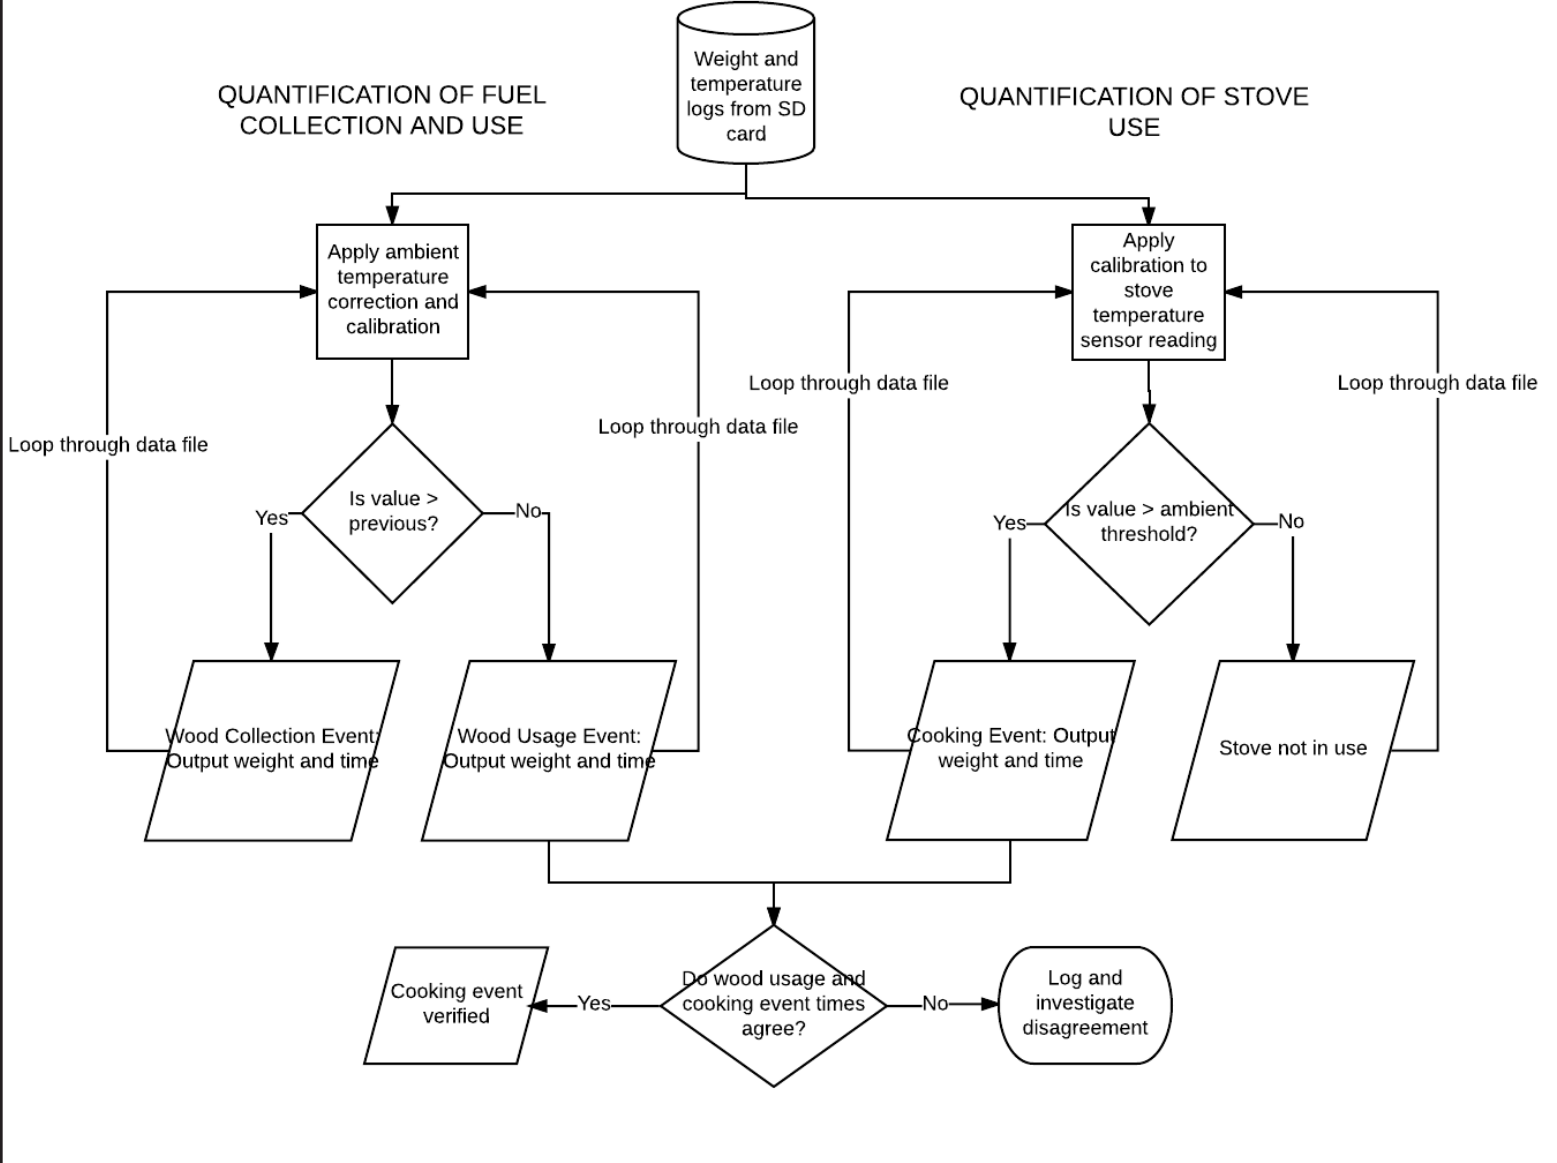 Weight and
temperature
logs from SD
card
QUANTIFICATION OF FUEL
COLLECTION AND USE
QUANTIFICATION OF STOVE
USE
Apply ambient
temperature
correction and
calibration
Apply
calibration to
stove
temperature
sensor reading
Loop through data file
Loop through data file
Loop through data file
Loop through data file
Is value >
previous?
Yes
No
Is value > ambient
threshold?
Yes
No
Wood Collection Event:
Output weight and time
Wood Usage Event:
Output weight and time
Cooking Event: Output
weight and time
Stove not in use
Do wood usage and
cooking event times
agree?
Yes
No
Cooking event
verified
Log and
investigate
disagreement